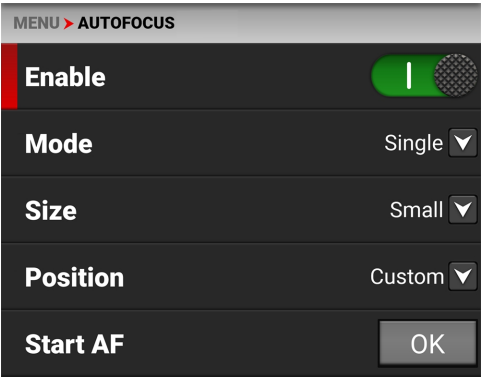 MENU > AUTOFOCUS
Enable
Mode Single
Size Small
Position Custom
Start AF OK